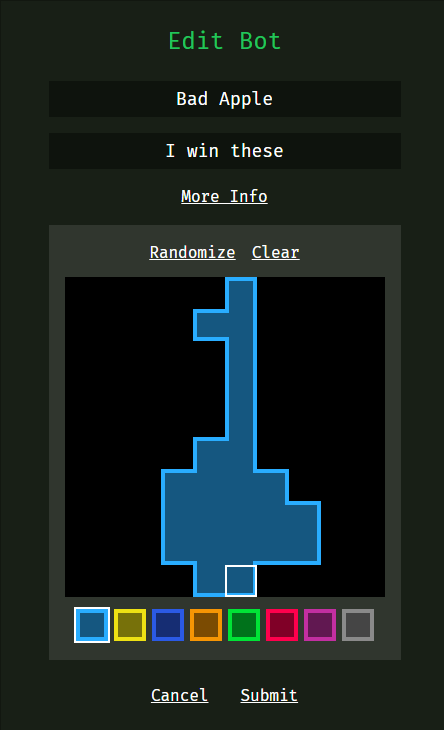 Edit Bot
Bad Apple
I win these
More Info
Randomize Clear
Cancel Submit